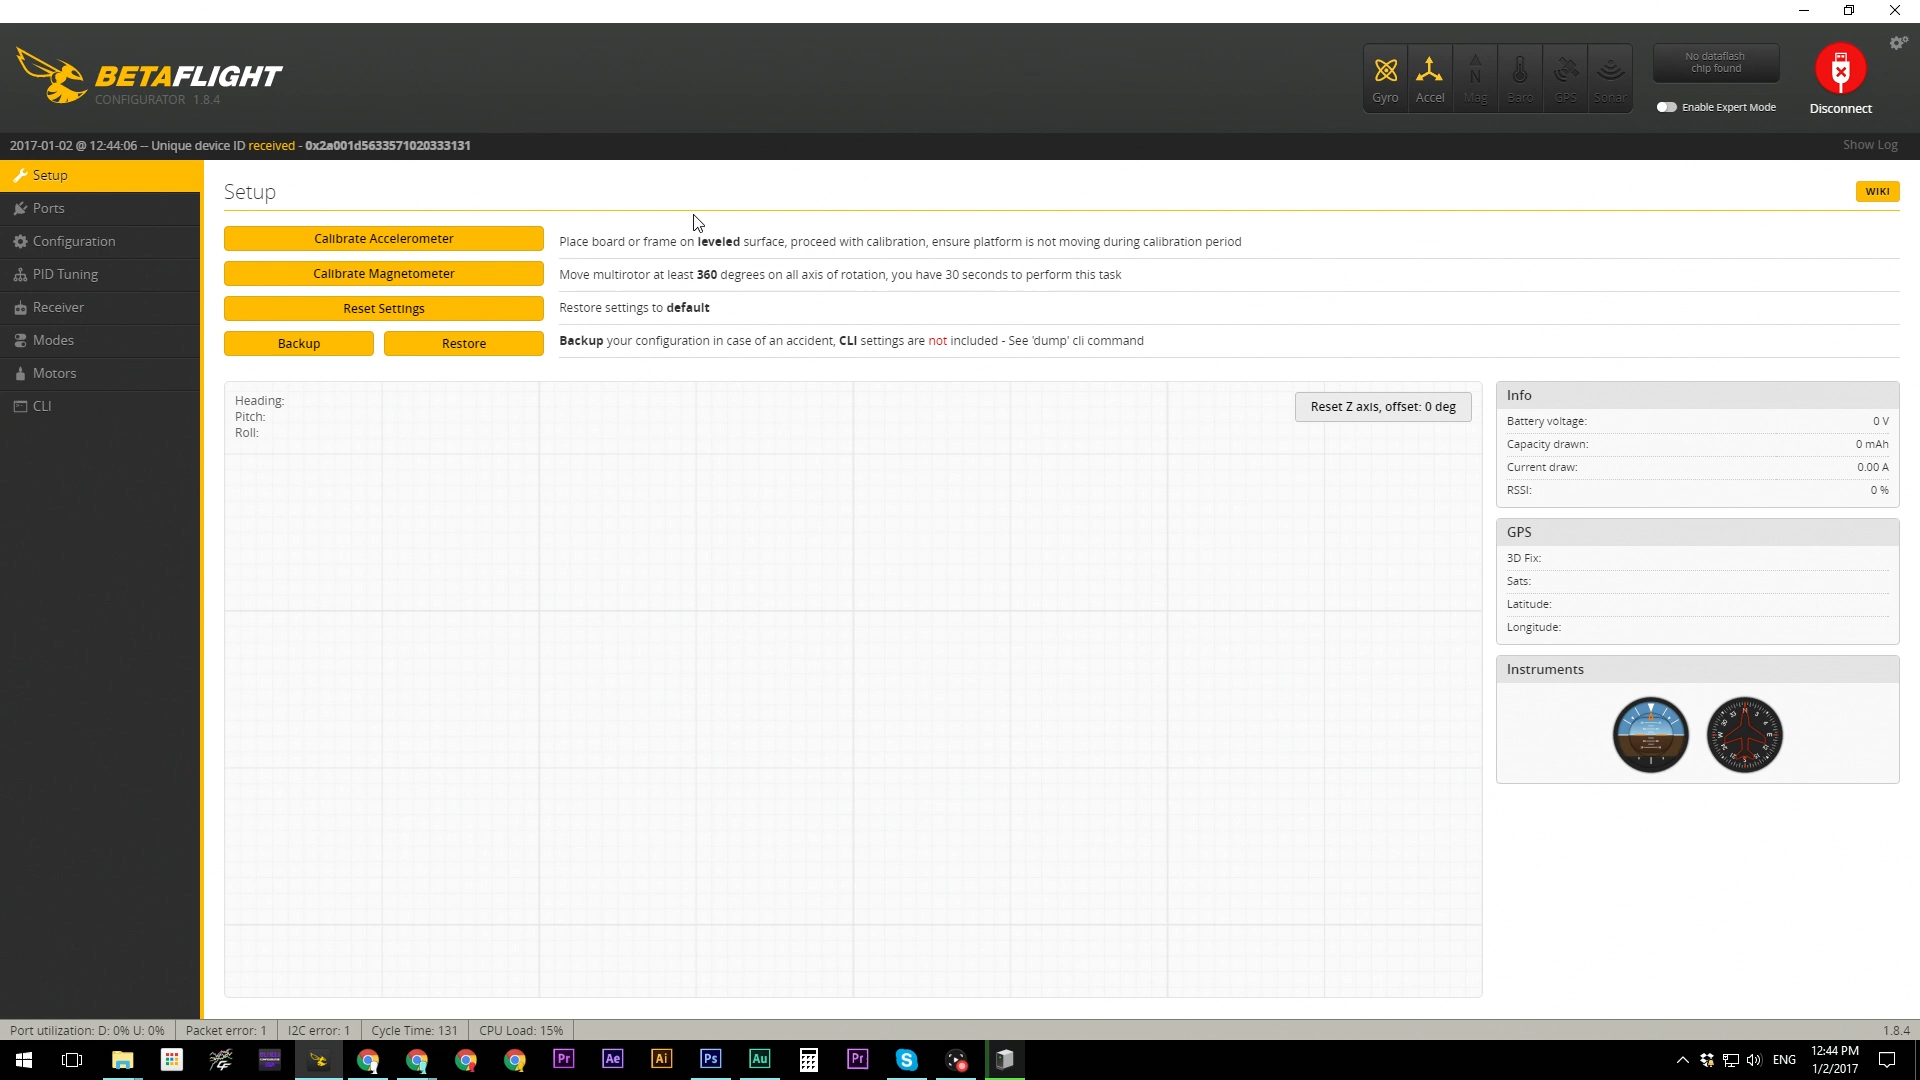 BETAFLIGHT
CONFIGURATOR 1.8.4
Gyro
Accel
Mag
Baro
GPS
Sonar
No dataflash
chip found
Enable Expert Mode
Disconnect
2017-01-02 @ 12:44:06 -- Unique device ID received - 0x2a001d5633571020333131
Show Log
Setup
Ports
Configuration
PID Tuning
Receiver
Modes
Motors
CLI
Setup
WIKI
Calibrate Accelerometer
Place board or frame on leveled surface, proceed with calibration, ensure platform is not moving during calibration period
Calibrate Magnetometer
Move multirotor at least 360 degrees on all axis of rotation, you have 30 seconds to perform this task
Reset Settings
Restore settings to default
Backup
Restore
Backup your configuration in case of an accident, CLI settings are not included - See 'dump' cli command
Heading:
Pitch:
Roll:
Reset Z axis, offset: 0 deg
Info
Battery voltage: 0 V
Capacity drawn: 0 mAh
Current draw: 0.00 A
RSSI: 0 %
GPS
3D Fix:
Sats:
Latitude:
Longitude:
Instruments
Port utilization: D: 0% U: 0%
Packet error: 1
I2C error: 1
Cycle Time: 131
CPU Load: 15%
1.8.4
Pr
Ae
Ai
Ps
Au
Pr
ENG
12:44 PM
1/2/2017